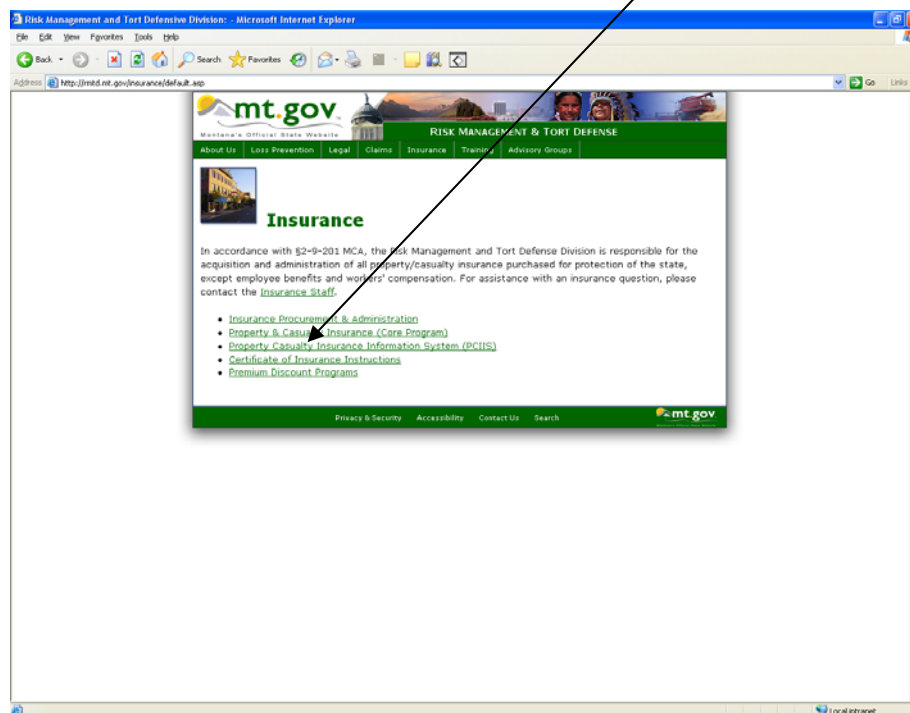 Risk Management and Tort Defensive Division: - Microsoft Internet Explorer
File Edit View Favorites Tools Help
Back Search Favorites
Address http://rmtd.mt.gov/insurance/default.asp Go Links
mt.gov
Montana's Official State Website
RISK MANAGEMENT & TORT DEFENSE
About Us Loss Prevention Legal Claims Insurance Training Advisory Groups
Insurance
In accordance with §2-9-201 MCA, the Risk Management and Tort Defense Division is responsible for the
acquisition and administration of all property/casualty insurance purchased for protection of the state,
except employee benefits and workers' compensation. For assistance with an insurance question, please
contact the Insurance Staff.
• Insurance Procurement & Administration
• Property & Casualty Insurance (Core Program)
• Property Casualty Insurance Information System (PCIIS)
• Certificate of Insurance Instructions
• Premium Discount Programs
Privacy & Security Accessibility Contact Us Search mt.gov
Local intranet